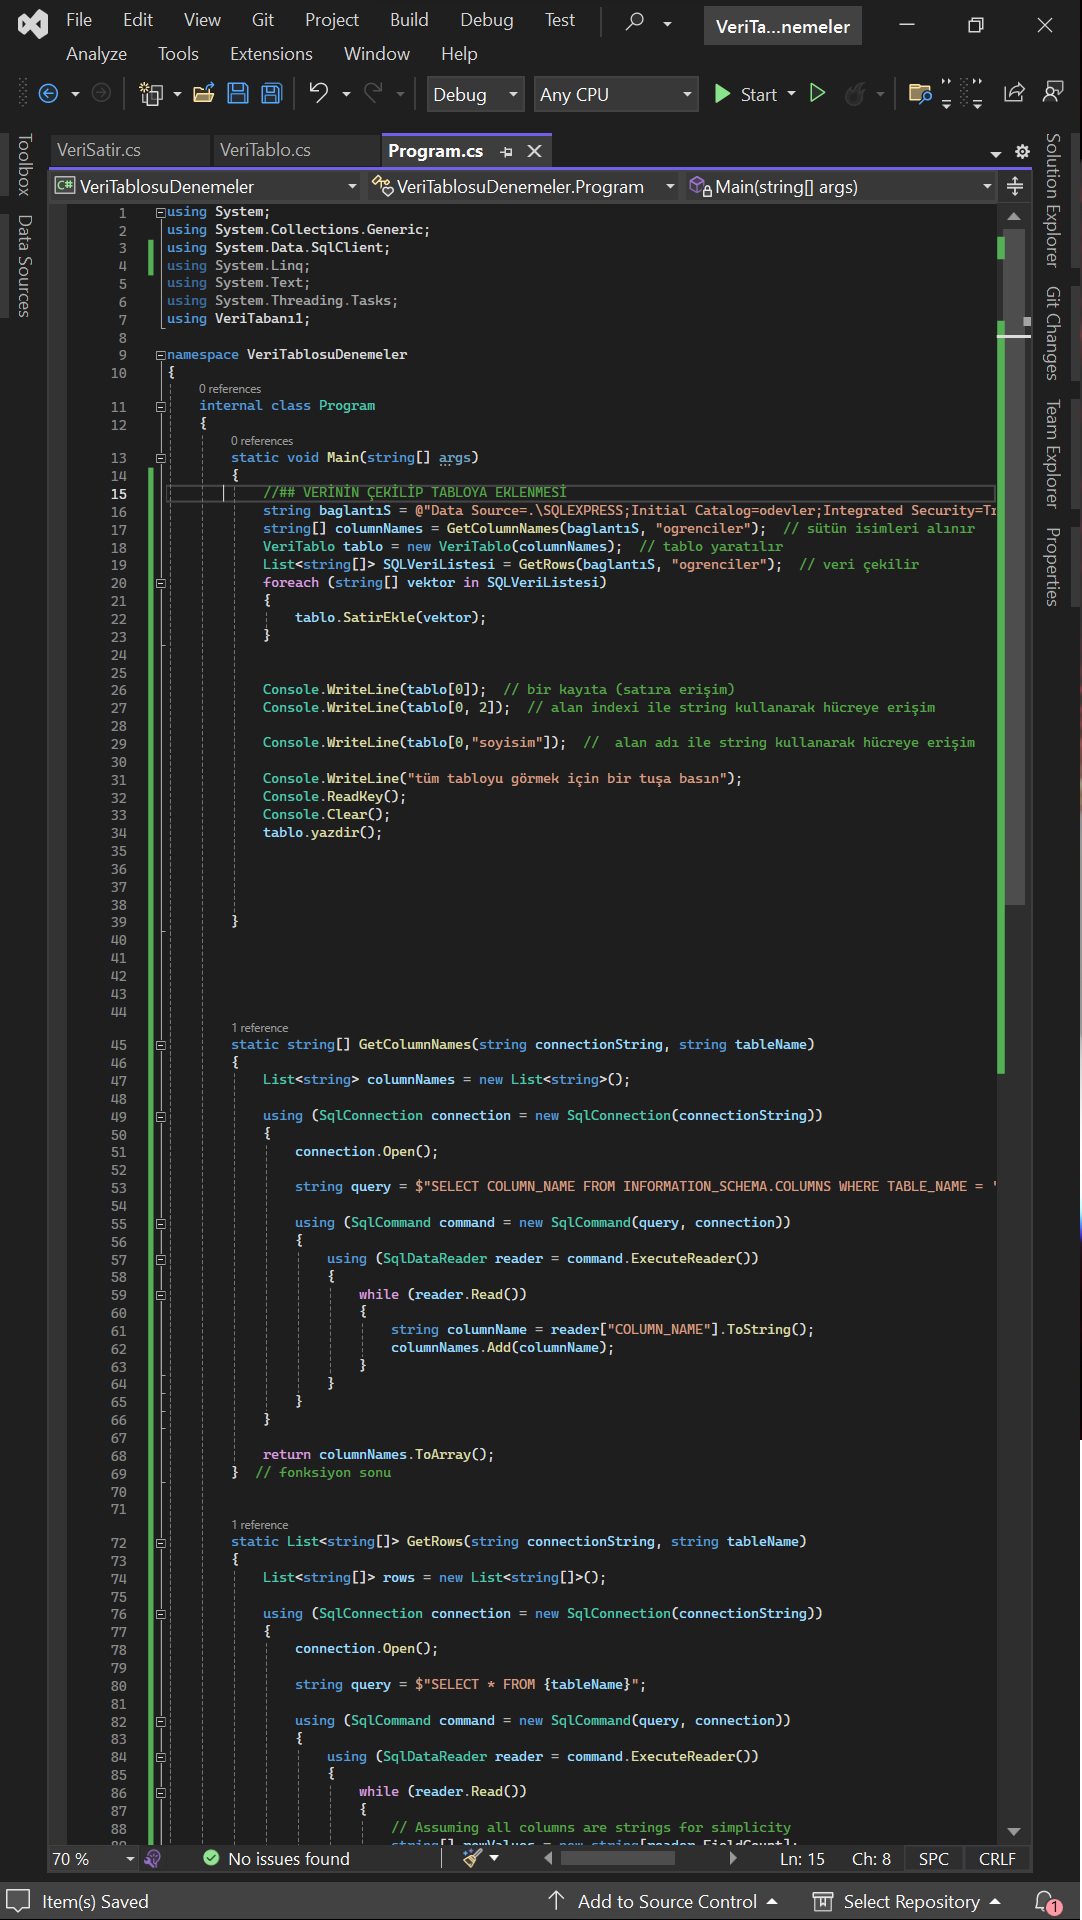 File Edit View Git Project Build Debug Test VeriTa...nemeler
Analyze Tools Extensions Window Help
Debug Any CPU Start
VeriSatir.cs VeriTablo.cs Program.cs
VeriTablosuDenemeler VeriTablosuDenemeler.Program Main(string[] args)
Toolbox
Data Sources
1 using System;
2 using System.Collections.Generic;
3 using System.Data.SqlClient;
4 using System.Linq;
5 using System.Text;
6 using System.Threading.Tasks;
7 using VeriTabanı1;
8
9 namespace VeriTablosuDenemeler
10 {
0 references
11 internal class Program
12 {
0 references
13 static void Main(string[] args)
14 {
15 //## VERİNİN ÇEKİLİP TABLOYA EKLENMESİ
16 string baglantıS = @"Data Source=.\SQLEXPRESS;Initial Catalog=odevler;Integrated Security=Tr
17 string[] columnNames = GetColumnNames(baglantıS, "ogrenciler"); // sütün isimleri alınır
18 VeriTablo tablo = new VeriTablo(columnNames); // tablo yaratılır
19 List<string[]> SQLVeriListesi = GetRows(baglantıS, "ogrenciler"); // veri çekilir
20 foreach (string[] vektor in SQLVeriListesi)
21 {
22 tablo.SatirEkle(vektor);
23 }
24
25
26 Console.WriteLine(tablo[0]); // bir kayıta (satıra erişim)
27 Console.WriteLine(tablo[0, 2]); // alan indexi ile string kullanarak hücreye erişim
28
29 Console.WriteLine(tablo[0,"soyisim"]); // alan adı ile string kullanarak hücreye erişim
30
31 Console.WriteLine("tüm tabloyu görmek için bir tuşa basın");
32 Console.ReadKey();
33 Console.Clear();
34 tablo.yazdir();
35
36
37
38
39 }
40
41
42
43
44
1 reference
45 static string[] GetColumnNames(string connectionString, string tableName)
46 {
47 List<string> columnNames = new List<string>();
48
49 using (SqlConnection connection = new SqlConnection(connectionString))
50 {
51 connection.Open();
52
53 string query = $"SELECT COLUMN_NAME FROM INFORMATION_SCHEMA.COLUMNS WHERE TABLE_NAME = '
54
55 using (SqlCommand command = new SqlCommand(query, connection))
56 {
57 using (SqlDataReader reader = command.ExecuteReader())
58 {
59 while (reader.Read())
60 {
61 string columnName = reader["COLUMN_NAME"].ToString();
62 columnNames.Add(columnName);
63 }
64 }
65 }
66 }
67
68 return columnNames.ToArray();
69 } // fonksiyon sonu
70
71
1 reference
72 static List<string[]> GetRows(string connectionString, string tableName)
73 {
74 List<string[]> rows = new List<string[]>();
75
76 using (SqlConnection connection = new SqlConnection(connectionString))
77 {
78 connection.Open();
79
80 string query = $"SELECT * FROM {tableName}";
81
82 using (SqlCommand command = new SqlCommand(query, connection))
83 {
84 using (SqlDataReader reader = command.ExecuteReader())
85 {
86 while (reader.Read())
87 {
88 // Assuming all columns are strings for simplicity
89 string[] rowValues = new string[reader.FieldCount];
Solution Explorer
Git Changes
Team Explorer
Properties
70 % No issues found Ln: 15 Ch: 8 SPC CRLF
Item(s) Saved Add to Source Control Select Repository 1